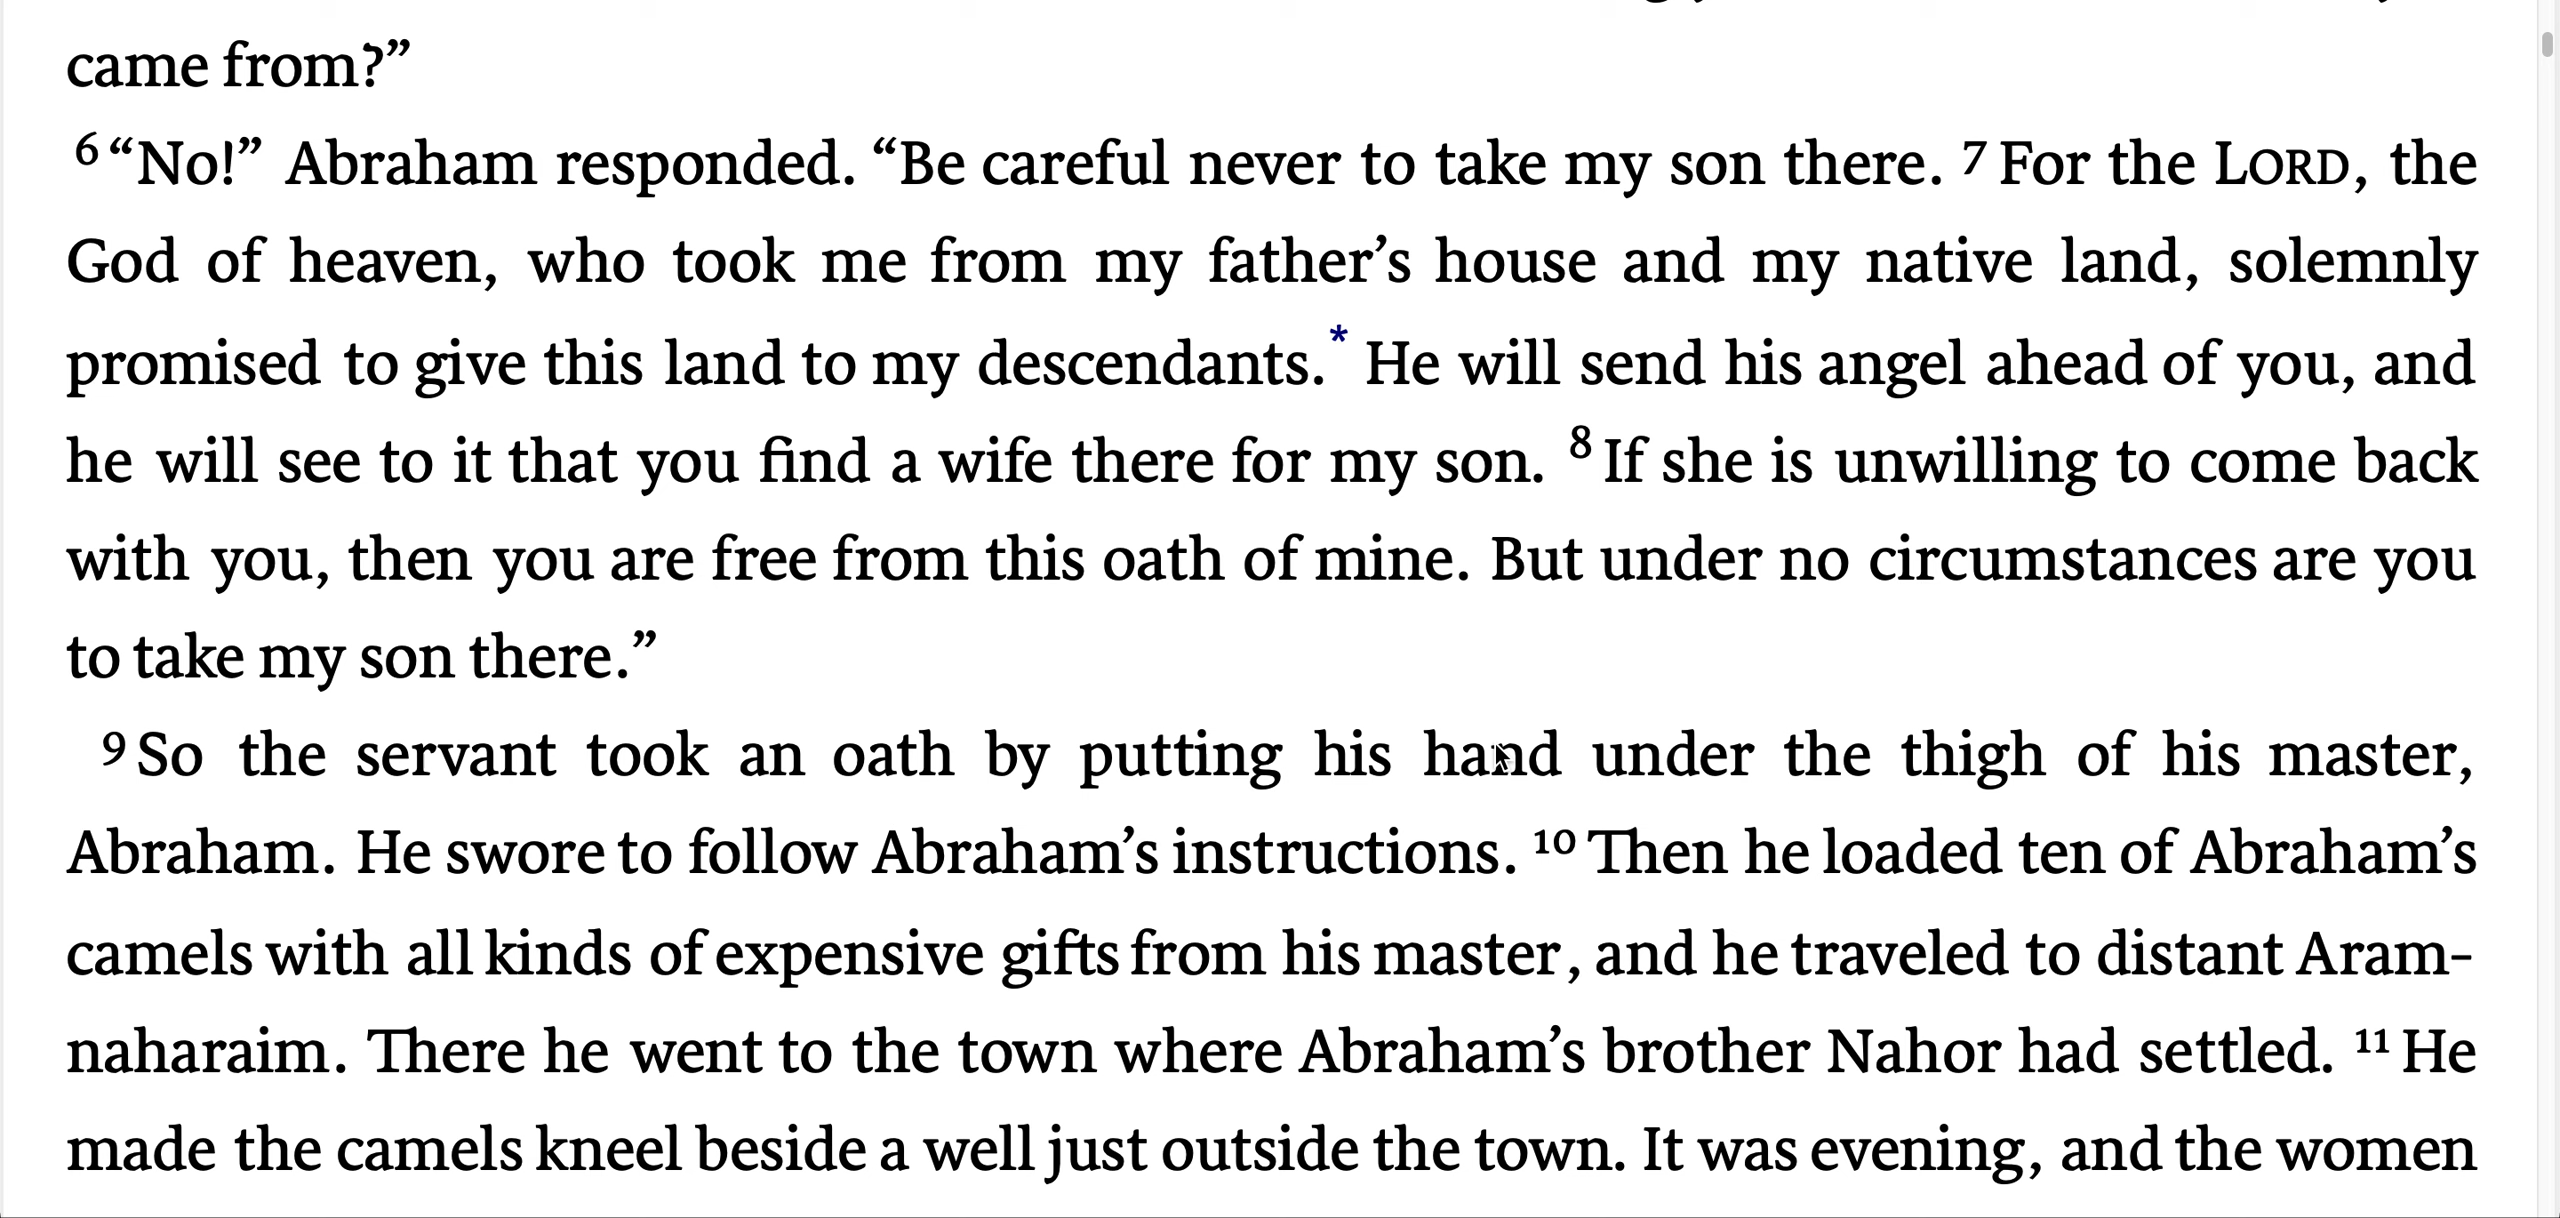 came from?”
6 “No!” Abraham responded. “Be careful never to take my son there. 7 For the LORD, the
God of heaven, who took me from my father’s house and my native land, solemnly
promised to give this land to my descendants.* He will send his angel ahead of you, and
he will see to it that you find a wife there for my son. 8 If she is unwilling to come back
with you, then you are free from this oath of mine. But under no circumstances are you
to take my son there.”
9 So the servant took an oath by putting his hand under the thigh of his master,
Abraham. He swore to follow Abraham’s instructions. 10 Then he loaded ten of Abraham’s
camels with all kinds of expensive gifts from his master, and he traveled to distant Aram-
naharaim. There he went to the town where Abraham’s brother Nahor had settled. 11 He
made the camels kneel beside a well just outside the town. It was evening, and the women